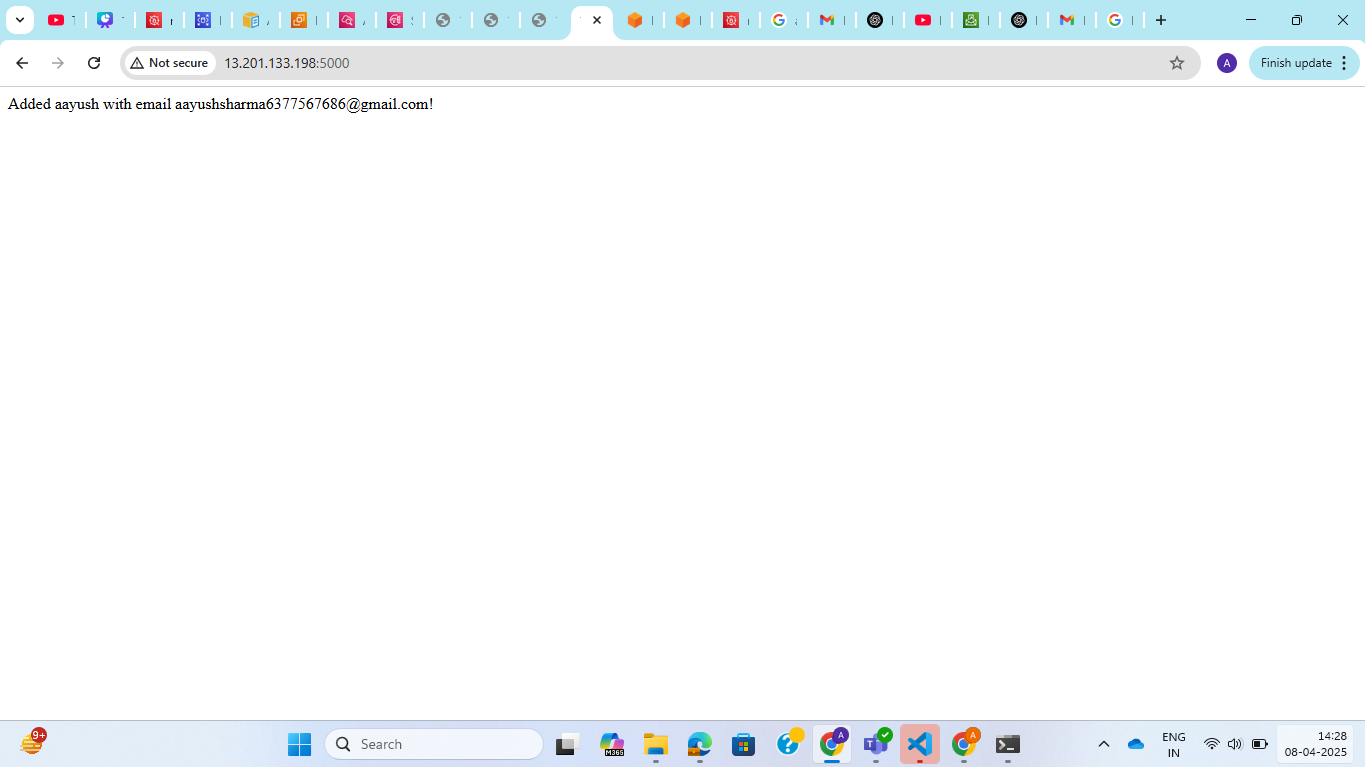 Not secure
13.201.133.198:5000
A
Finish update
Added aayush with email aayushsharma6377567686@gmail.com!
9+
Search
M365
A
A
ENG
IN
14:28
08-04-2025